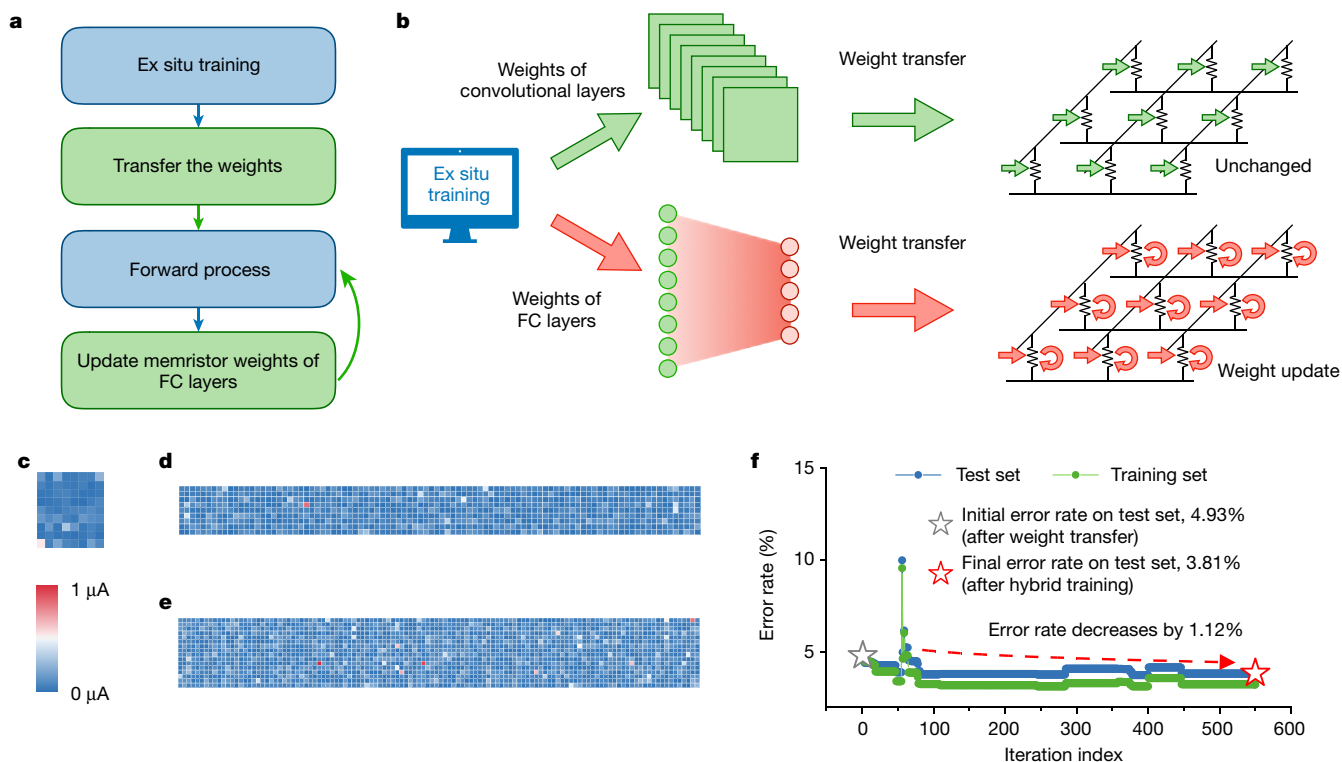 a
Ex situ training
Transfer the weights
Forward process
Update memristor weights of
FC layers
b
Ex situ
training
Weights of
convolutional layers
Weights of
FC layers
Weight transfer
Unchanged
Weight transfer
Weight update
c
1 μA
0 μA
d
e
f
15
10
5
Error rate (%)
Test set
Training set
Initial error rate on test set, 4.93%
(after weight transfer)
Final error rate on test set, 3.81%
(after hybrid training)
Error rate decreases by 1.12%
0
100
200
300
400
500
600
Iteration index